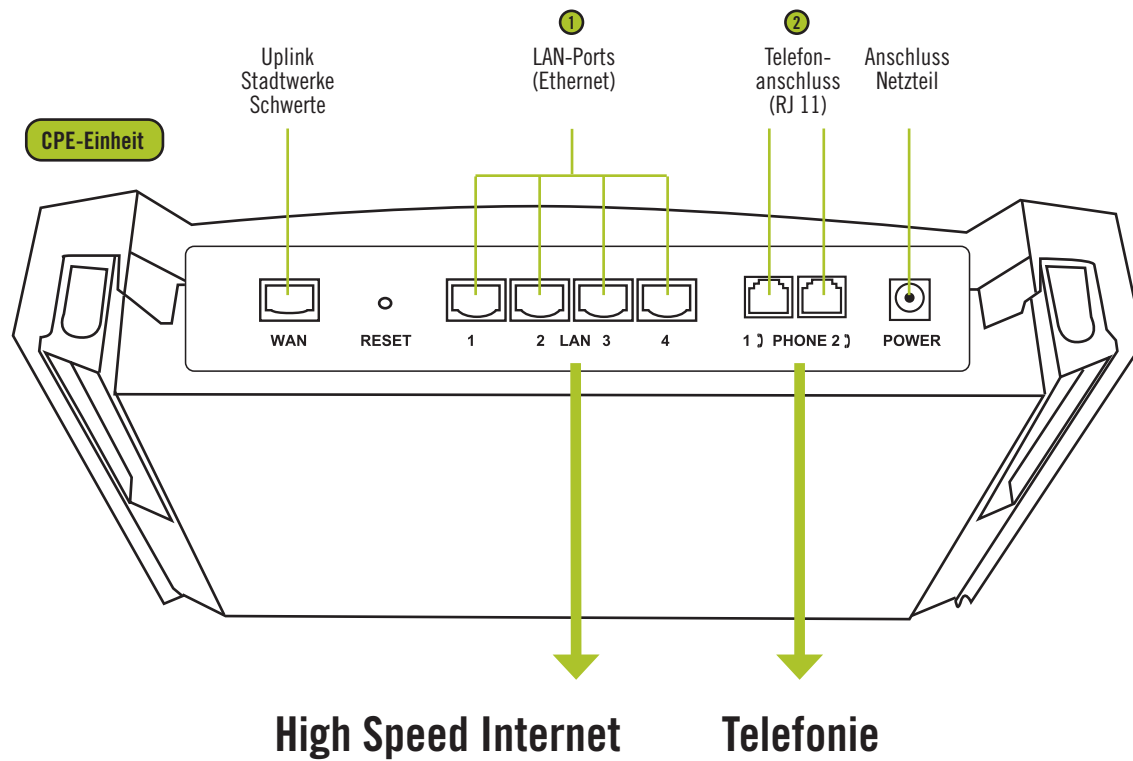 1
2
Uplink
Stadtwerke
Schwerte
LAN-Ports
(Ethernet)
Telefon-
anschluss
(RJ 11)
Anschluss
Netzteil
CPE-Einheit
WAN
RESET
1
2 LAN 3
4
1 PHONE 2
POWER
High Speed Internet
Telefonie